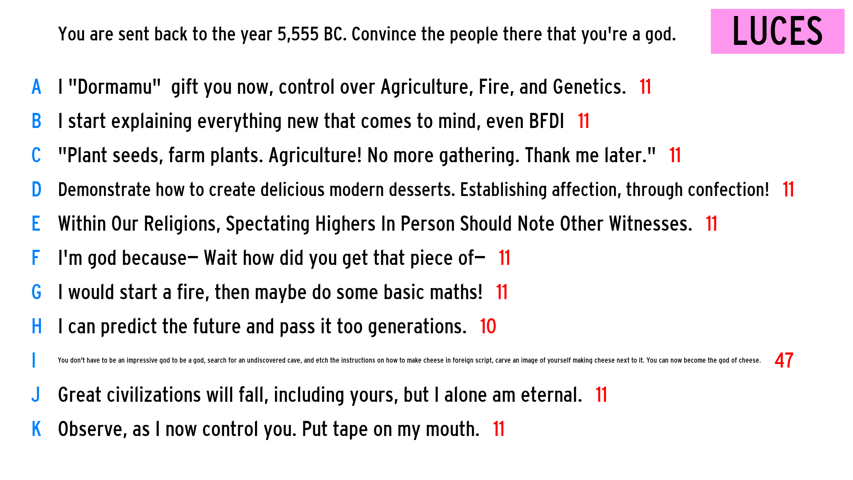 You are sent back to the year 5,555 BC. Convince the people there that you're a god.
LUCES
A I "Dormamu" gift you now, control over Agriculture, Fire, and Genetics. 11
B I start explaining everything new that comes to mind, even BFDI 11
C "Plant seeds, farm plants. Agriculture! No more gathering. Thank me later." 11
D Demonstrate how to create delicious modern desserts. Establishing affection, through confection! 11
E Within Our Religions, Spectating Highers In Person Should Note Other Witnesses. 11
F I'm god because— Wait how did you get that piece of— 11
G I would start a fire, then maybe do some basic maths! 11
H I can predict the future and pass it too generations. 10
I You don't have to be an impressive god to be a god, search for an undiscovered cave, and etch the instructions on how to make cheese in foreign script, carve an image of yourself making cheese next to it. You can now become the god of cheese. 47
J Great civilizations will fall, including yours, but I alone am eternal. 11
K Observe, as I now control you. Put tape on my mouth. 11